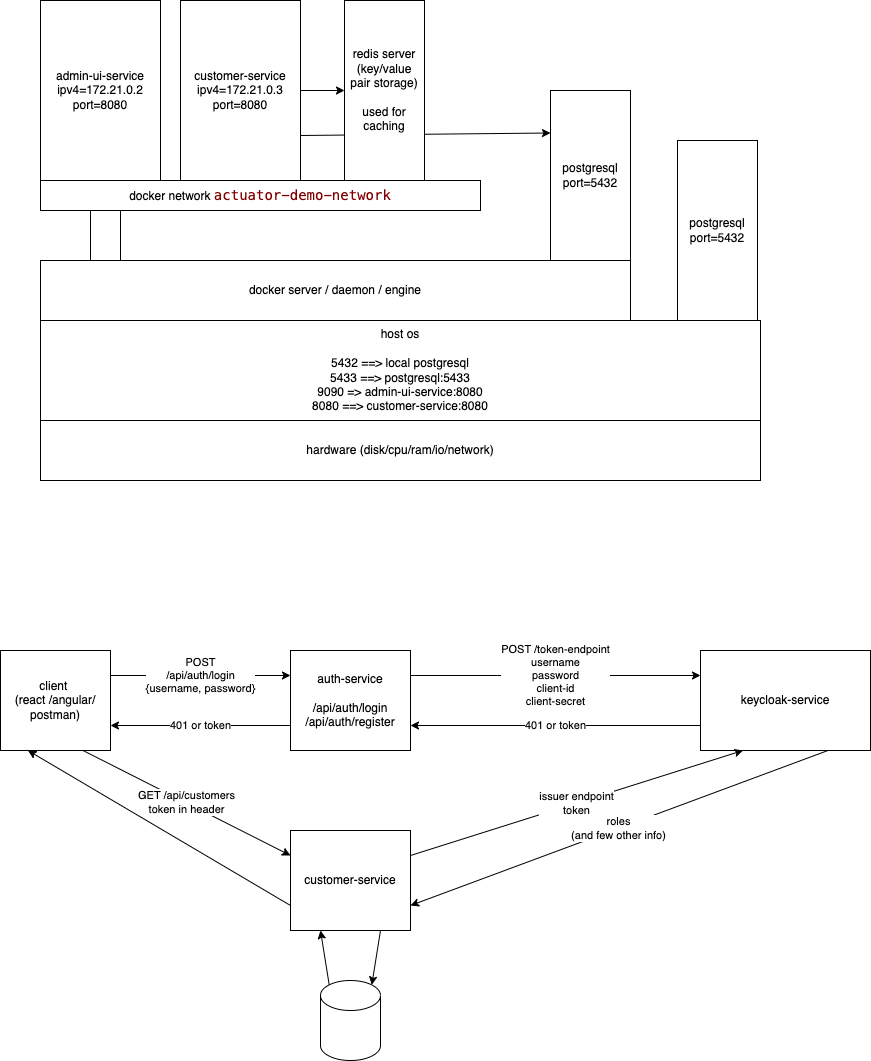 admin-ui-service
ipv4=172.21.0.2
port=8080
customer-service
ipv4=172.21.0.3
port=8080
redis server
(key/value
pair storage)
used for
caching
postgresql
port=5432
postgresql
port=5432
docker network actuator-demo-network
docker server / daemon / engine
host os
5432 ==> local postgresql
5433 ==> postgresql:5433
9090 => admin-ui-service:8080
8080 ==> customer-service:8080
hardware (disk/cpu/ram/io/network)
client
(react /angular/
postman)
POST
/api/auth/login
{username, password}
401 or token
auth-service
/api/auth/login
/api/auth/register
POST /token-endpoint
username
password
client-id
client-secret
401 or token
keycloak-service
GET /api/customers
token in header
issuer endpoint
token
roles
(and few other info)
customer-service